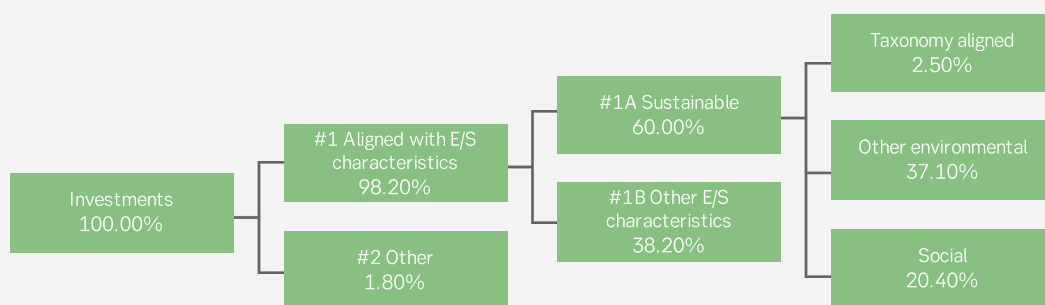 Investments
100.00%
#1 Aligned with E/S
characteristics
98.20%
#2 Other
1.80%
#1A Sustainable
60.00%
#1B Other E/S
characteristics
38.20%
Taxonomy aligned
2.50%
Other environmental
37.10%
Social
20.40%